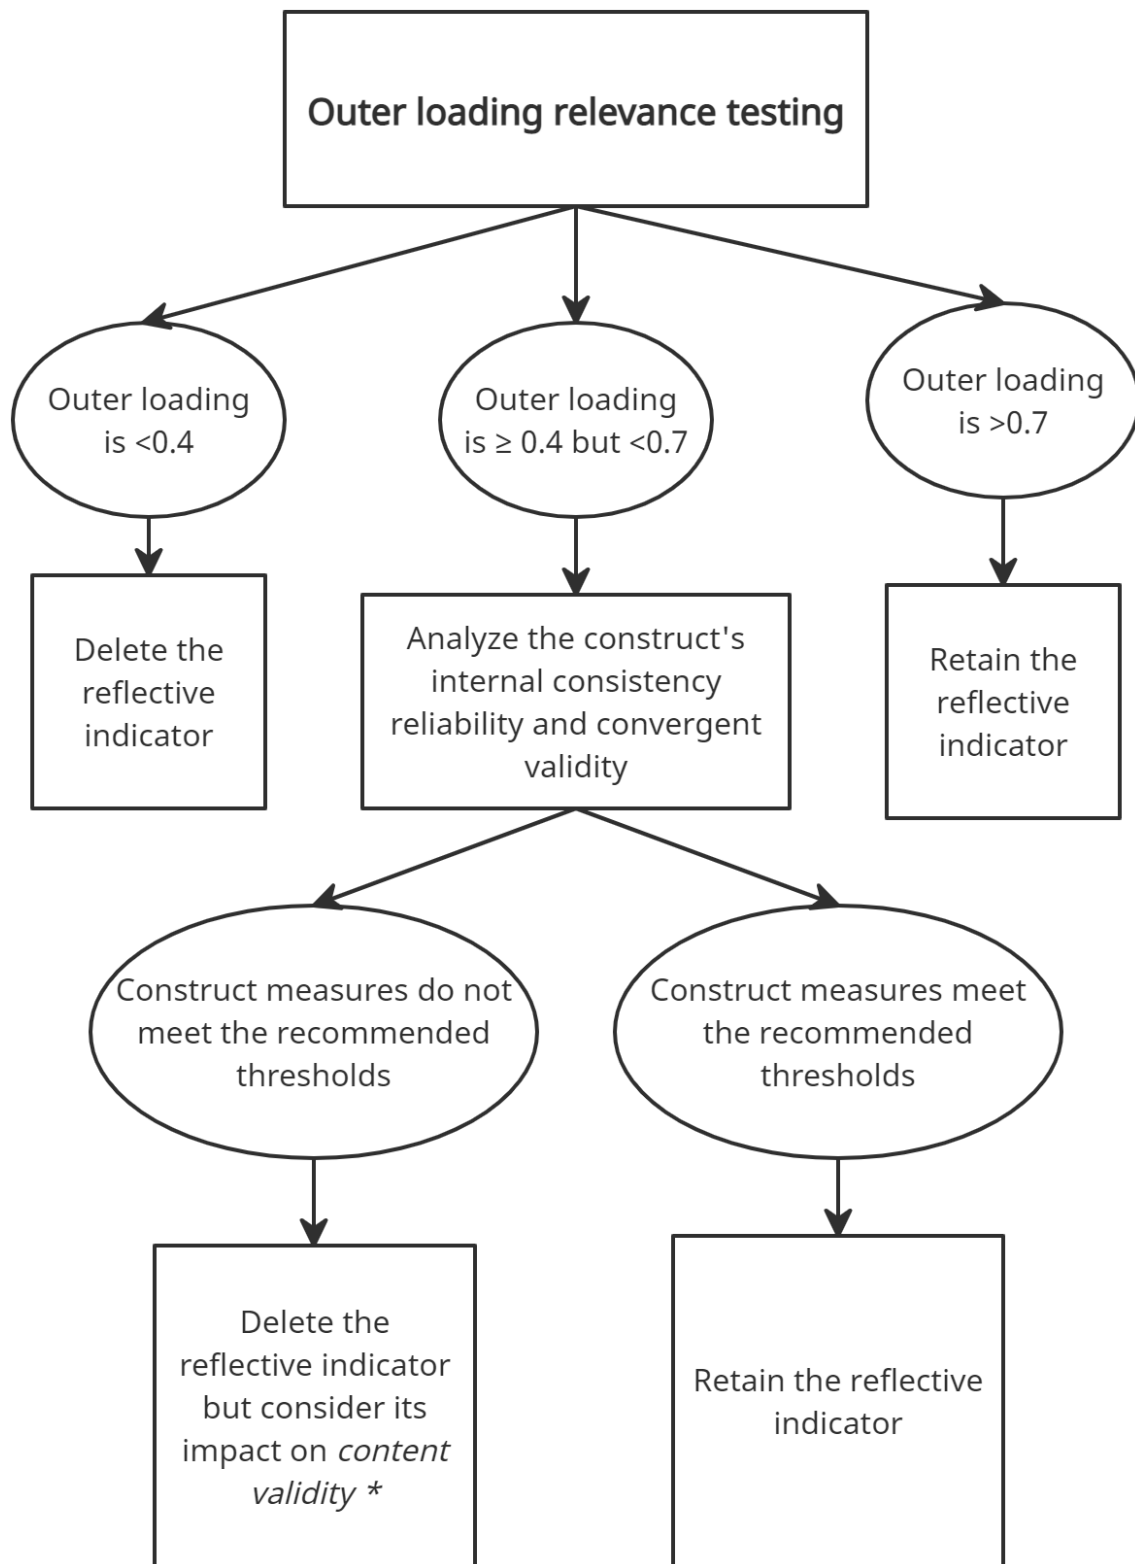 Outer loading relevance testing
Outer loading
is <0.4
Outer loading
is ≥ 0.4 but <0.7
Outer loading
is >0.7
Delete the
reflective
indicator
Analyze the construct's
internal consistency
reliability and convergent
validity
Retain the
reflective
indicator
Construct measures do not
meet the recommended
thresholds
Construct measures meet
the recommended
thresholds
Delete the
reflective indicator
but consider its
impact on content
validity *
Retain the reflective
indicator